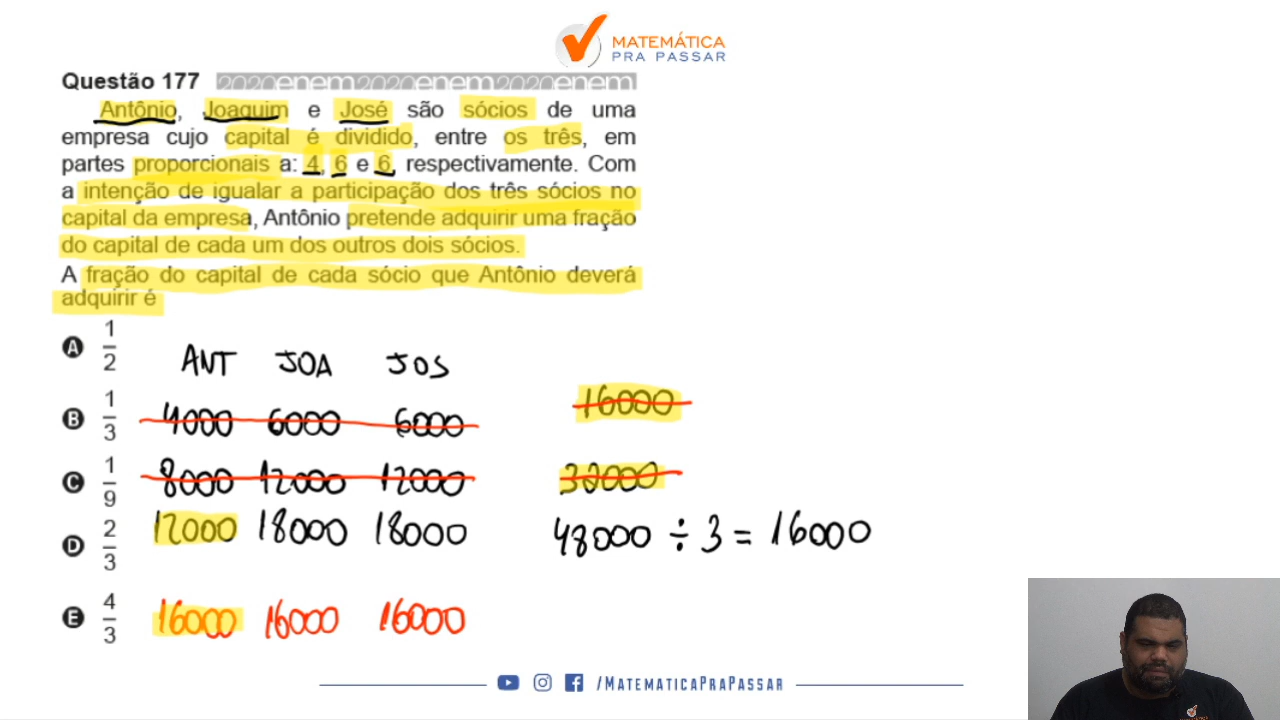 MATEMÁTICA
PRA PASSAR
Questão 177 2020enem2020enem2020enem
Antônio, Joaquim e José são sócios de uma
empresa cujo capital é dividido, entre os três, em
partes proporcionais a: 4, 6 e 6, respectivamente. Com
a intenção de igualar a participação dos três sócios no
capital da empresa, Antônio pretende adquirir uma fração
do capital de cada um dos outros dois sócios.
A fração do capital de cada sócio que Antônio deverá
adquirir é
A 1/2
ANT JOA JOS
B 1/3
4000 6000 6000 16000
C 1/9
8000 12000 12000 32000
D 2/3
12000 18000 18000 48000 ÷ 3 = 16000
E 4/3
16000 16000 16000
/MATEMATICAPRAPASSAR